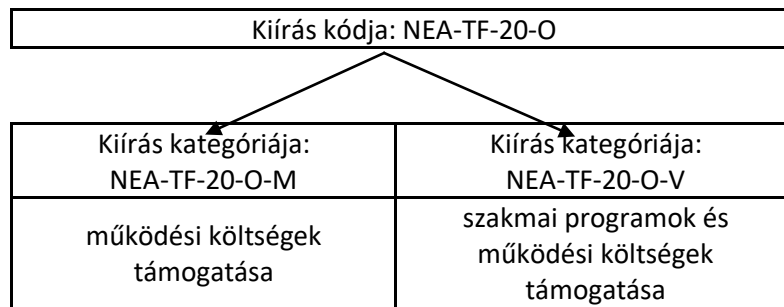 Kiírás kódja: NEA-TF-20-O
Kiírás kategóriája:
NEA-TF-20-O-M
Kiírás kategóriája:
NEA-TF-20-O-V
működési költségek
támogatása
szakmai programok és
működési költségek
támogatása